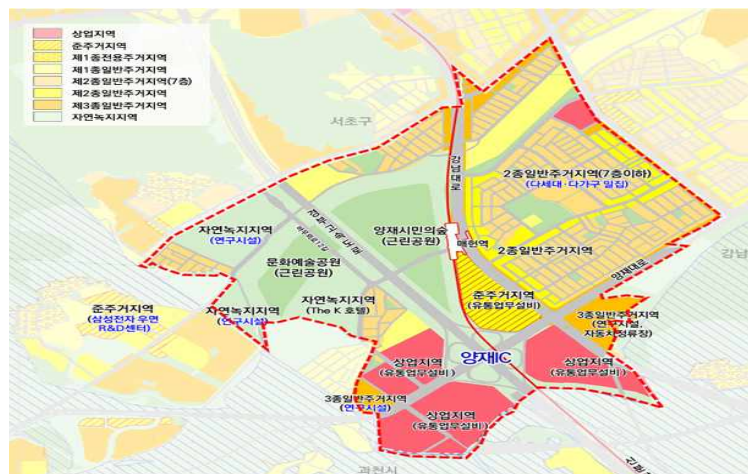 상업지역
준주거지역
제1종전용주거지역
제1종일반주거지역
제2종일반주거지역(7층)
제2종일반주거지역
제3종일반주거지역
자연녹지지역
서초구
강남대로
2종일반주거지역(7층이하)
(다세대·다가구 밀집)
자연녹지지역
(연구시설)
양재시민의숲
(근린공원)
매헌역
2종일반주거지역
문화예술공원
(근린공원)
양재대로
강남
준주거지역
(삼성전자 우면
R&D센터)
자연녹지지역
(연구시설)
자연녹지지역
(The K 호텔)
준주거지역
(유통업무설비)
3종일반주거지역
(연구시설,
자동차정류장)
양재IC
상업지역
(유통업무설비)
상업지역
(유통업무설비)
3종일반주거지역
(연구시설)
상업지역
(유통업무설비)
과천시